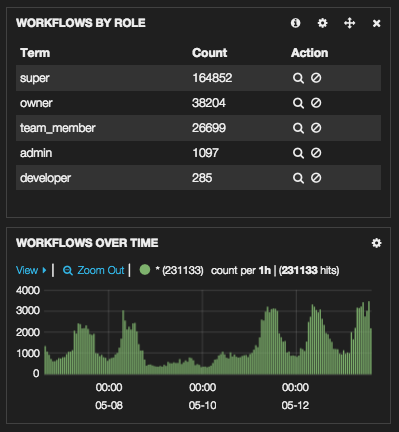 WORKFLOWS BY ROLE
Term Count Action
super 164852
owner 38204
team_member 26699
admin 1097
developer 285
WORKFLOWS OVER TIME
View | Zoom Out | * (231133) count per 1h | (231133 hits)
4000
3000
2000
1000
0
00:00 00:00 00:00
05-08 05-10 05-12